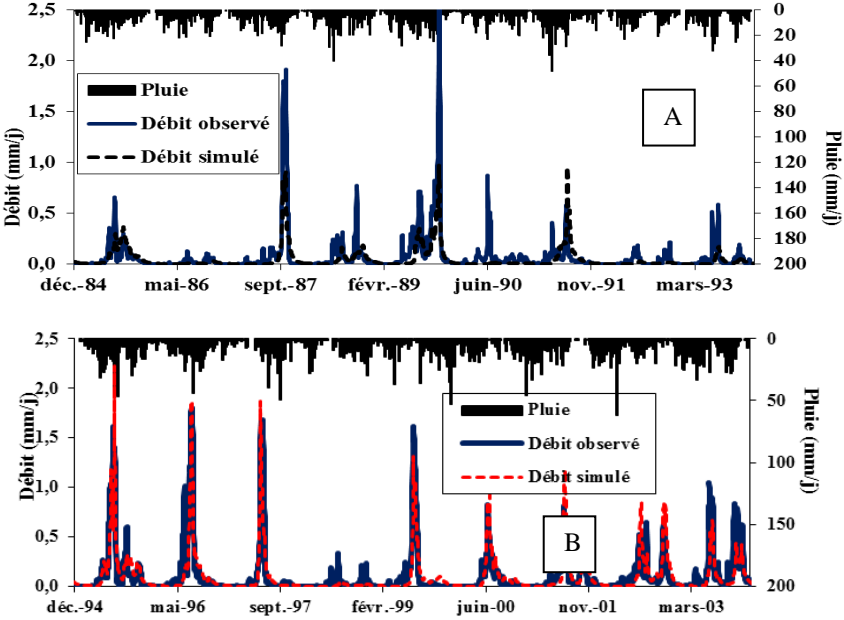 2,5
2,0
1,5
1,0
0,5
0,0
Débit (mm/j)
0
20
40
60
80
100
120
140
160
180
200
Pluie (mm/j)
Pluie
Débit observé
Débit simulé
A
déc.-84 mai-86 sept.-87 févr.-89 juin-90 nov.-91 mars-93
2,5
2,0
1,5
1,0
0,5
0,0
Débit (mm/j)
0
50
100
150
200
Pluie (mm/j)
Pluie
Débit observé
Débit simulé
B
déc.-94 mai-96 sept.-97 févr.-99 juin-00 nov.-01 mars-03